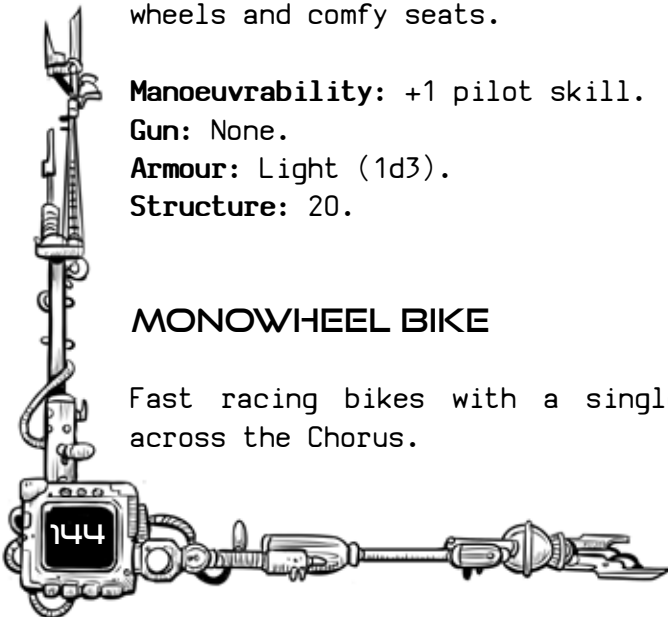 wheels and comfy seats.
Manoeuvrability: +1 pilot skill.
Gun: None.
Armour: Light (1d3).
Structure: 20.
MONOWHEEL BIKE
Fast racing bikes with a singl
across the Chorus.
144